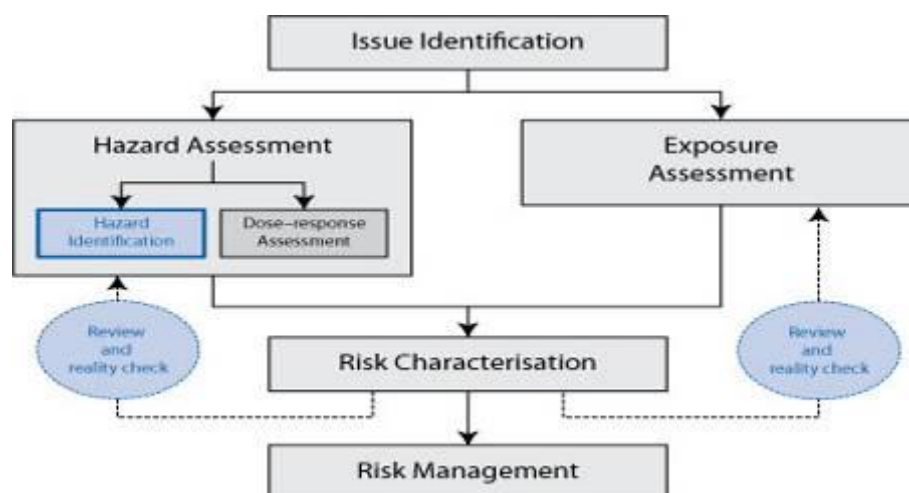 Issue Identification
Hazard Assessment
Hazard
Identification
Dose–response
Assessment
Exposure
Assessment
Review
and
reality check
Risk Characterisation
Review
and
reality check
Risk Management